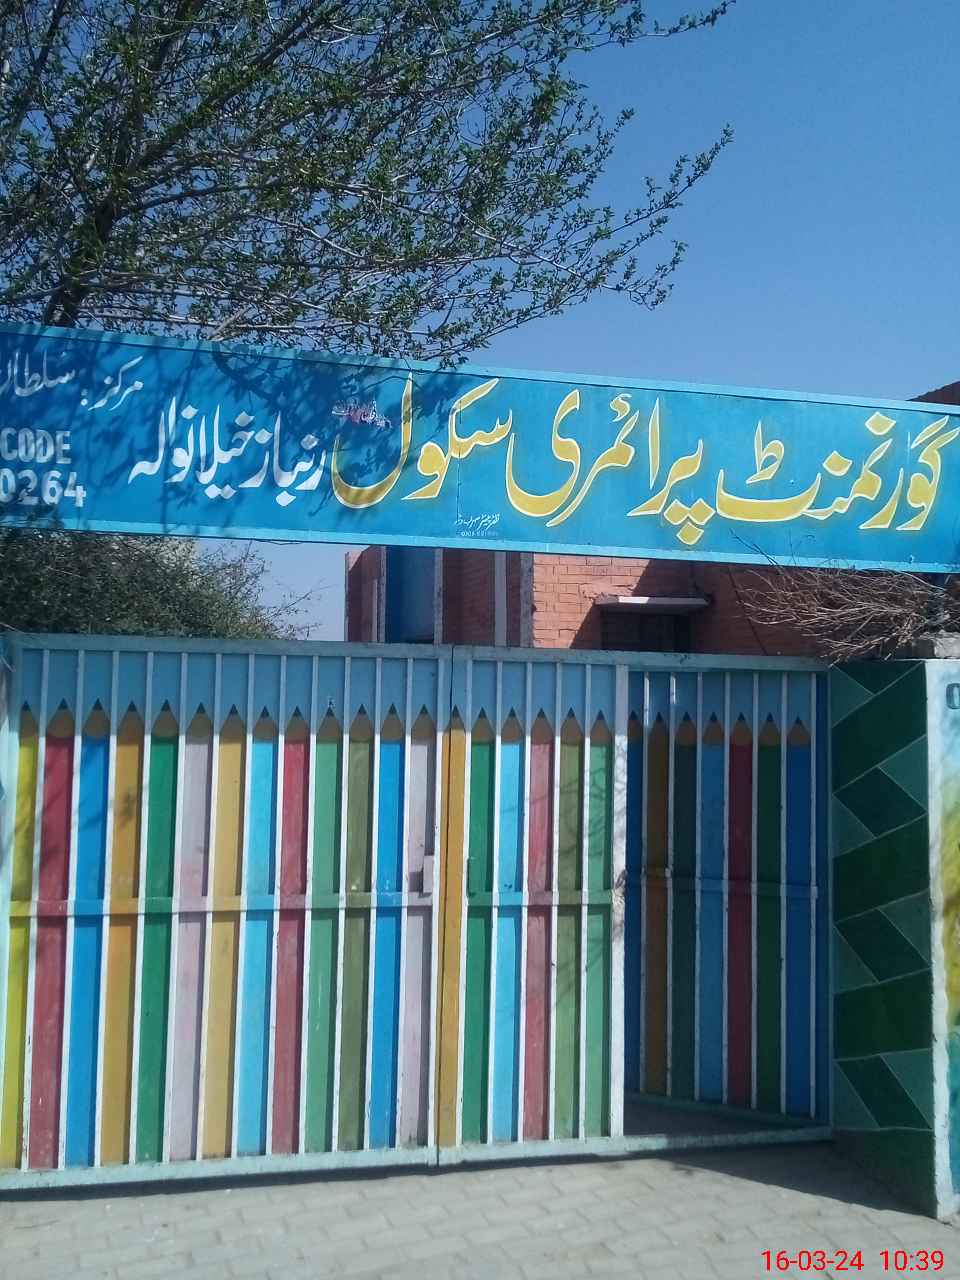 گورنمنٹ پرائمری سکول رنباز خیلانوالہ
مرکز: سلطان
CODE
0264
16-03-24 10:39